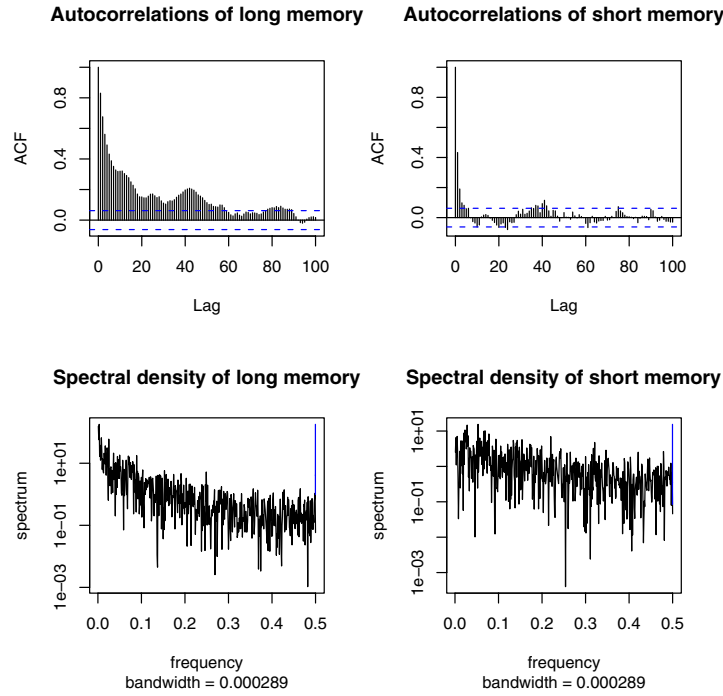 Autocorrelations of long memory
ACF
0.0
0.4
0.8
0 20 40 60 80 100
Lag
Autocorrelations of short memory
ACF
0.0
0.4
0.8
0 20 40 60 80 100
Lag
Spectral density of long memory
spectrum
1e−03
1e−01
1e+01
0.0 0.1 0.2 0.3 0.4 0.5
frequency
bandwidth = 0.000289
Spectral density of short memory
spectrum
1e−03
1e−01
1e+01
0.0 0.1 0.2 0.3 0.4 0.5
frequency
bandwidth = 0.000289